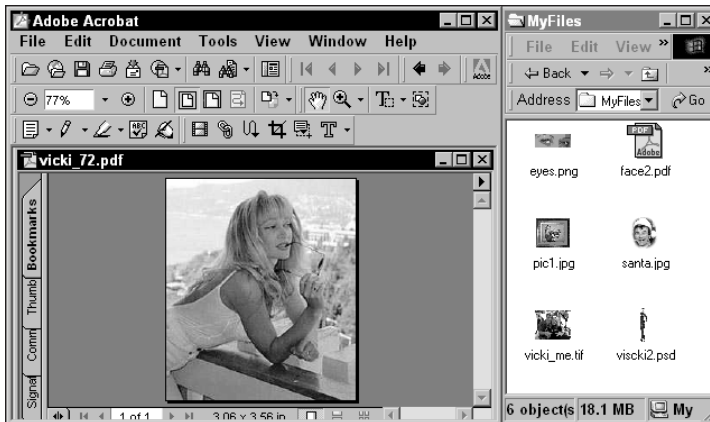 Adobe Acrobat
File Edit Document Tools View Window Help
Adobe
77%
ABC
vicki_72.pdf
Bookmarks
Thumb
Comm
Signat
1 of 1
3.06 x 3.56 in
MyFiles
File Edit View »
Back
»
Address MyFiles Go
PDF
Adobe
eyes.png face2.pdf
pic1.jpg santa.jpg
vicki_me.tif viscki2.psd
6 object(s 18.1 MB My